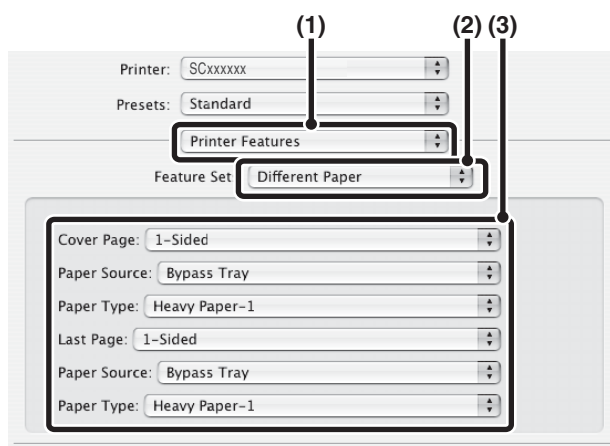 (1) (2) (3)
Printer: SCxxxxxx
Presets: Standard
Printer Features
Feature Set Different Paper
Cover Page: 1-Sided
Paper Source: Bypass Tray
Paper Type: Heavy Paper-1
Last Page: 1-Sided
Paper Source: Bypass Tray
Paper Type: Heavy Paper-1